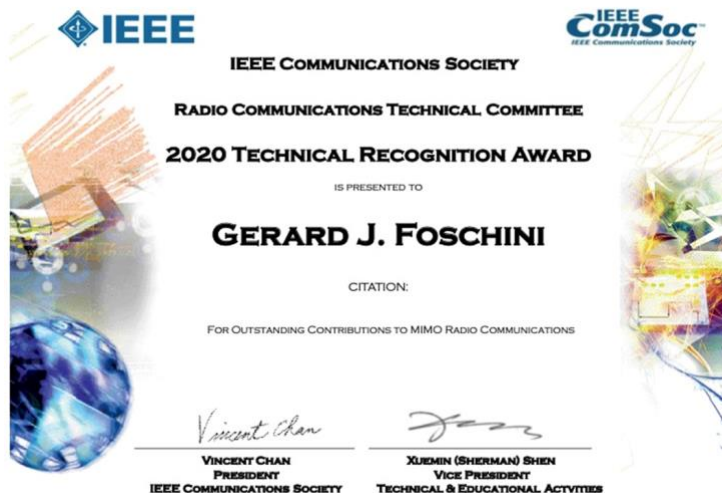 IEEE
IEEE
ComSoc™
IEEE Communications Society
IEEE COMMUNICATIONS SOCIETY
RADIO COMMUNICATIONS TECHNICAL COMMITTEE
2020 TECHNICAL RECOGNITION AWARD
IS PRESENTED TO
GERARD J. FOSCHINI
CITATION:
FOR OUTSTANDING CONTRIBUTIONS TO MIMO RADIO COMMUNICATIONS
Vincent Chan
VINCENT CHAN
PRESIDENT
IEEE COMMUNICATIONS SOCIETY
XUEMIN (SHERMAN) SHEN
VICE PRESIDENT
TECHNICAL & EDUCATIONAL ACTVITIES